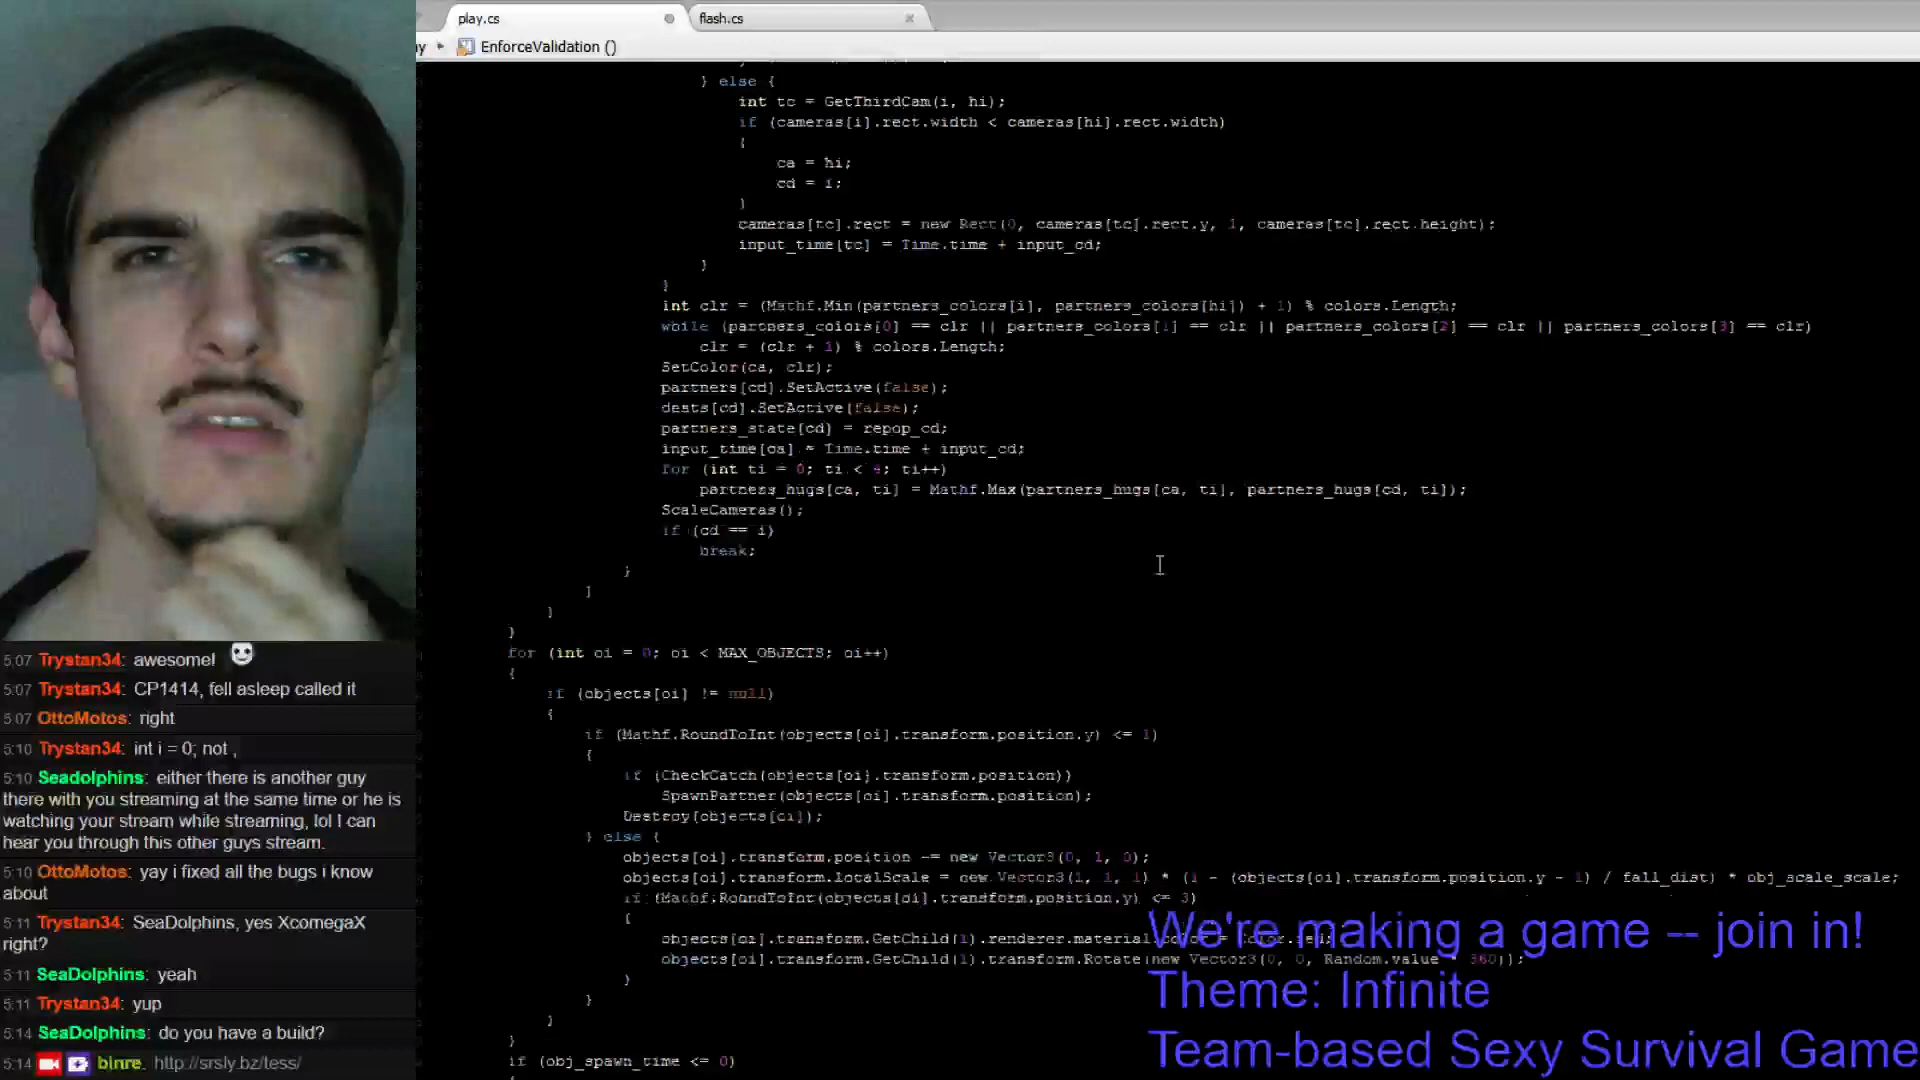 play.cs
flash.cs
ay EnforceValidation ()
} else {
int tc = GetThirdCam(i, hi);
if (cameras[i].rect.width < cameras[hi].rect.width)
{
ca = hi;
cd = i;
}
cameras[tc].rect = new Rect(0, cameras[tc].rect.y, 1, cameras[tc].rect.height);
input_time[tc] = Time.time + input_cd;
}
}
int clr = (Mathf.Min(partners_colors[i], partners_colors[hi]) + 1) % colors.Length;
while (partners_colors[0] == clr || partners_colors[1] == clr || partners_colors[2] == clr || partners_colors[3] == clr)
clr = (clr + 1) % colors.Length;
SetColor(ca, clr);
partners[cd].SetActive(false);
dests[cd].SetActive(false);
partners_state[cd] = repop_cd;
input_time[ca] = Time.time + input_cd;
for (int ti = 0; ti < 4; ti++)
partners_hugs[ca, ti] = Mathf.Max(partners_hugs[ca, ti], partners_hugs[cd, ti]);
ScaleCameras();
if (cd == i)
break;
}
}
}
}
for (int oi = 0; oi < MAX_OBJECTS; oi++)
{
if (objects[oi] != null)
{
if (Mathf.RoundToInt(objects[oi].transform.position.y) <= 1)
{
if (CheckCatch(objects[oi].transform.position))
SpawnPartner(objects[oi].transform.position);
Destroy(objects[oi]);
} else {
objects[oi].transform.position -= new Vector3(0, 1, 0);
objects[oi].transform.localScale = new Vector3(1, 1, 1) * (1 - (objects[oi].transform.position.y - 1) / fall_dist) * obj_scale_scale;
if (Mathf.RoundToInt(objects[oi].transform.position.y) <= 3)
{
objects[oi].transform.GetChild(1).renderer.material.color = Color.red;
objects[oi].transform.GetChild(1).transform.Rotate(new Vector3(0, 0, Random.value * 360));
}
}
}
}
if (obj_spawn_time <= 0)
{
5:07 Trystan34: awesome!
5:07 Trystan34: CP1414, fell asleep called it
5:07 OttoMotos: right
5:10 Trystan34: int i = 0; not ,
5:10 Seadolphins: either there is another guy
there with you streaming at the same time or he is
watching your stream while streaming, lol I can
hear you through this other guys stream.
5:10 OttoMotos: yay i fixed all the bugs i know
about
5:11 Trystan34: SeaDolphins, yes XcomegaX
right?
5:11 SeaDolphins: yeah
5:11 Trystan34: yup
5:14 SeaDolphins: do you have a build?
5:14 binre: http://srsly.bz/tess/
We're making a game -- join in!
Theme: Infinite
Team-based Sexy Survival Game